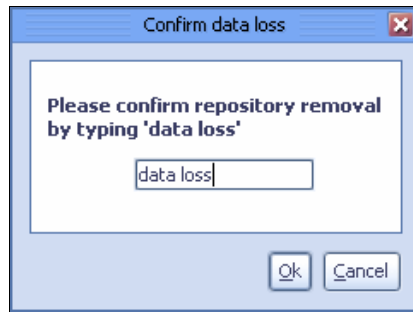 Confirm data loss
Please confirm repository removal
by typing 'data loss'
data loss
Ok Cancel